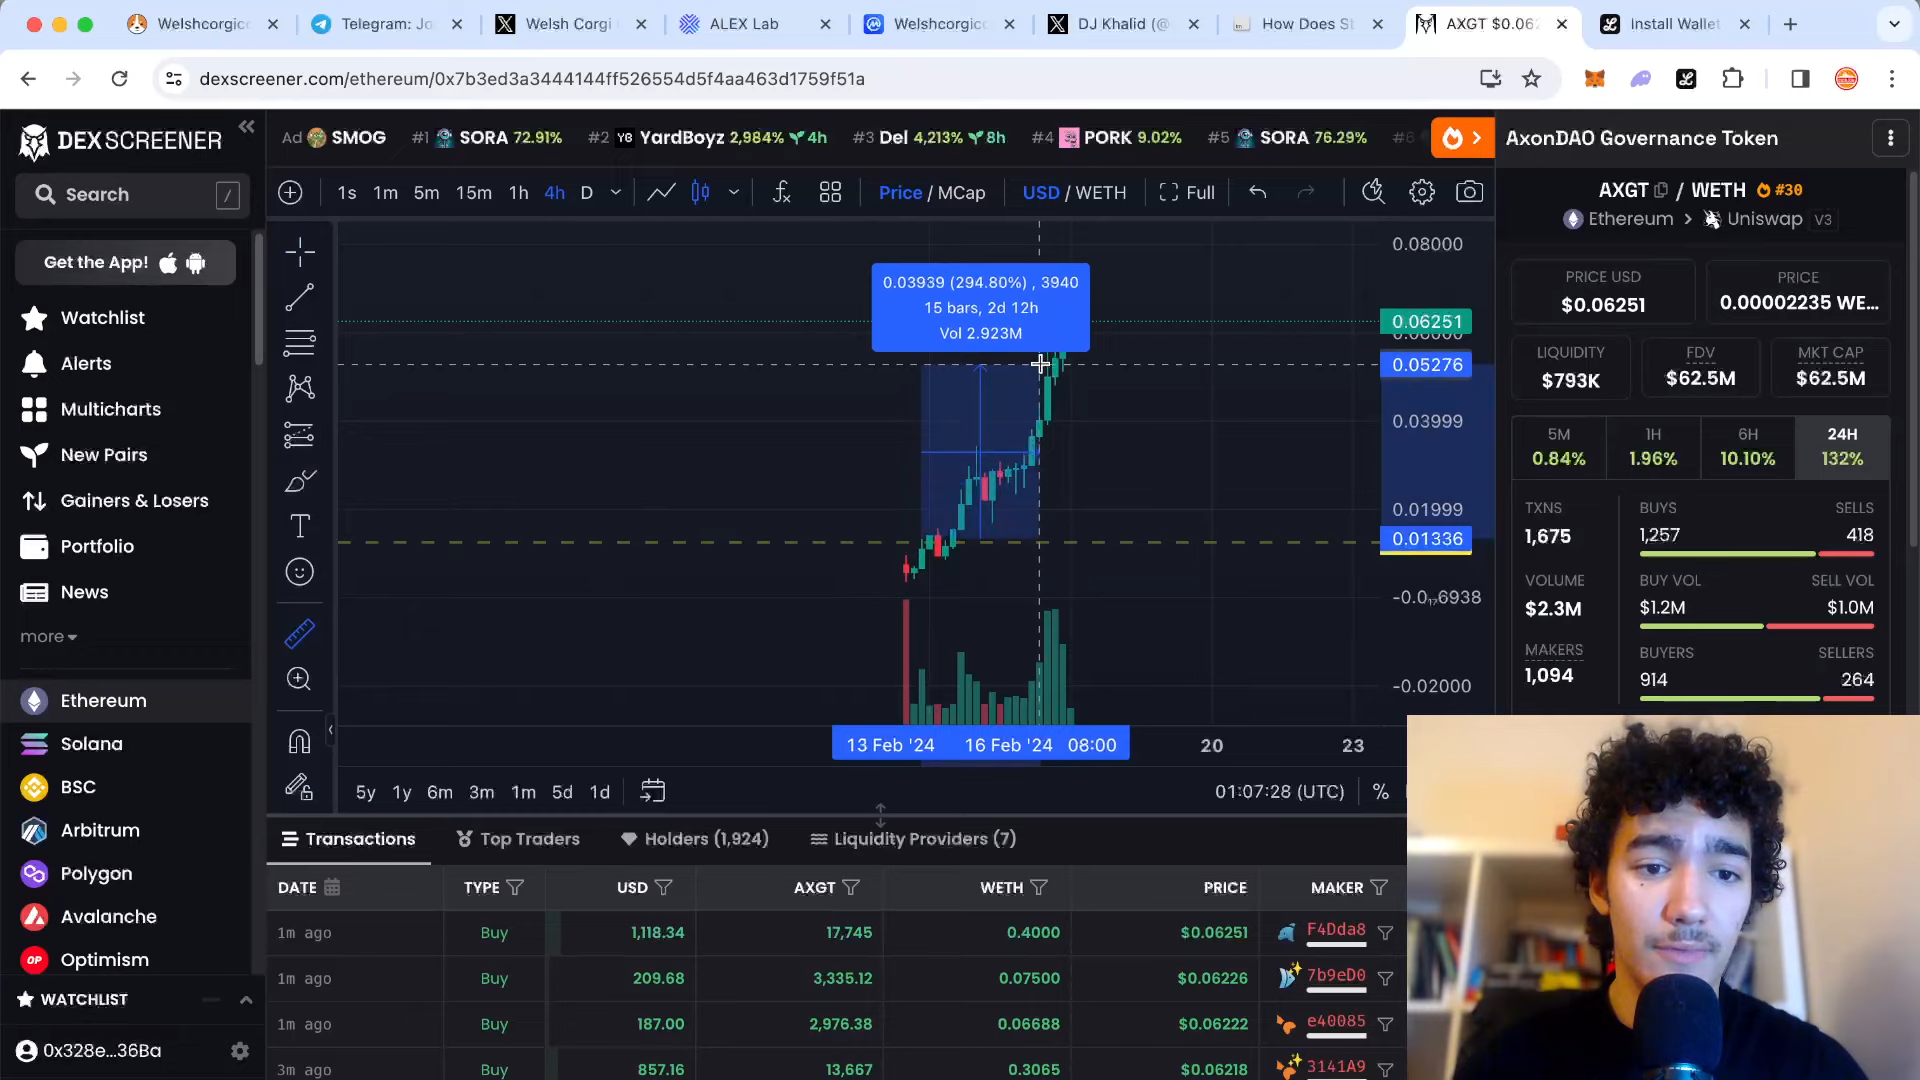 Welshcorgico
Telegram: Jo
Welsh Corgi
ALEX Lab
Welshcorgico
DJ Khalid (@
How Does St
AXGT $0.062
Install Wallet
dexscreener.com/ethereum/0x7b3ed3a3444144ff526554d5f4aa463d1759f51a
DEX SCREENER
Ad SMOG #1 SORA 72.91% #2 YardBoyz 2,984% 4h #3 Del 4,213% 8h #4 PORK 9.02% #5 SORA 76.29% #6
AxonDAO Governance Token
Search /
1s 1m 5m 15m 1h 4h D
Price / MCap
USD / WETH
Full
AXGT / WETH #30
Ethereum > Uniswap V3
Get the App!
Watchlist
Alerts
Multicharts
New Pairs
Gainers & Losers
Portfolio
News
more
Ethereum
Solana
BSC
Arbitrum
Polygon
Avalanche
Optimism
WATCHLIST
0x328e...36Ba
0.03939 (294.80%) , 3940
15 bars, 2d 12h
Vol 2.923M
0.08000
0.06251
0.05276
0.03999
0.01999
0.01336
-0.0₁₇6938
-0.02000
13 Feb '24
16 Feb '24 08:00
20
23
5y 1y 6m 3m 1m 5d 1d
01:07:28 (UTC)
%
PRICE USD
$0.06251
PRICE
0.00002235 WE...
LIQUIDITY
$793K
FDV
$62.5M
MKT CAP
$62.5M
5M
0.84%
1H
1.96%
6H
10.10%
24H
132%
TXNS
1,675
BUYS
1,257
SELLS
418
VOLUME
$2.3M
BUY VOL
$1.2M
SELL VOL
$1.0M
MAKERS
1,094
BUYERS
914
SELLERS
264
Transactions
Top Traders
Holders (1,924)
Liquidity Providers (7)
DATE TYPE USD AXGT WETH PRICE MAKER
1m ago Buy 1,118.34 17,745 0.4000 $0.06251 F4Dda8
1m ago Buy 209.68 3,335.12 0.07500 $0.06226 7b9eD0
1m ago Buy 187.00 2,976.38 0.06688 $0.06222 e40085
3m ago Buy 857.16 13,667 0.3065 $0.06218 3141A9